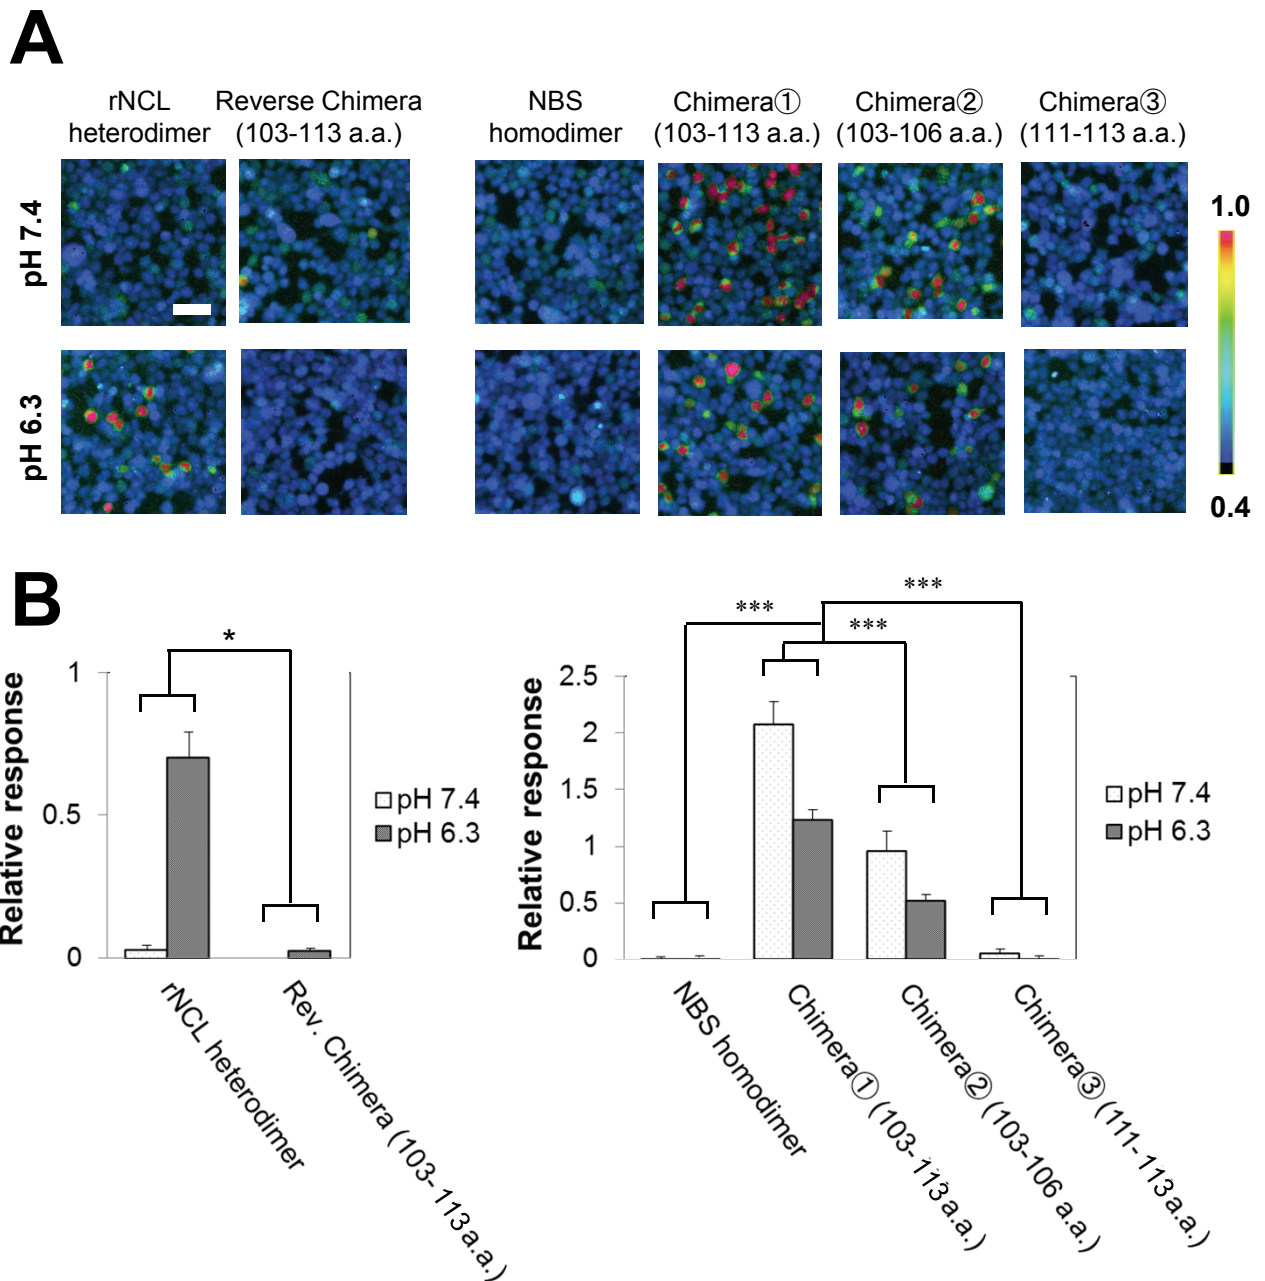 A
rNCL
heterodimer
Reverse Chimera
(103-113 a.a.)
NBS
homodimer
Chimera①
(103-113 a.a.)
Chimera②
(103-106 a.a.)
Chimera③
(111-113 a.a.)
pH 7.4
pH 6.3
1.0
0.4
B
*
1
0.5
0
Relative response
pH 7.4
pH 6.3
rNCL heterodimer
Rev. Chimera (103-113a.a.)
***
***
***
2.5
2
1.5
1
0.5
0
Relative response
pH 7.4
pH 6.3
NBS homodimer
Chimera① (103-113a.a.)
Chimera② (103-106 a.a.)
Chimera③ (111-113a.a.)